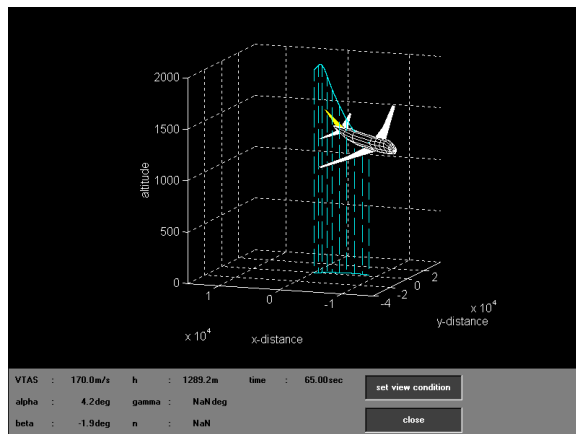 2000
1500
1000
500
0
altitude
1
0
-1
x 10^4
x-distance
-4
-2
0
2
x 10^4
y-distance
VTAS : 170.0m/s h : 1289.2m time : 65.00sec
alpha : 4.2deg gamma : NaNdeg
beta : -1.9deg n : NaN
set view condition
close